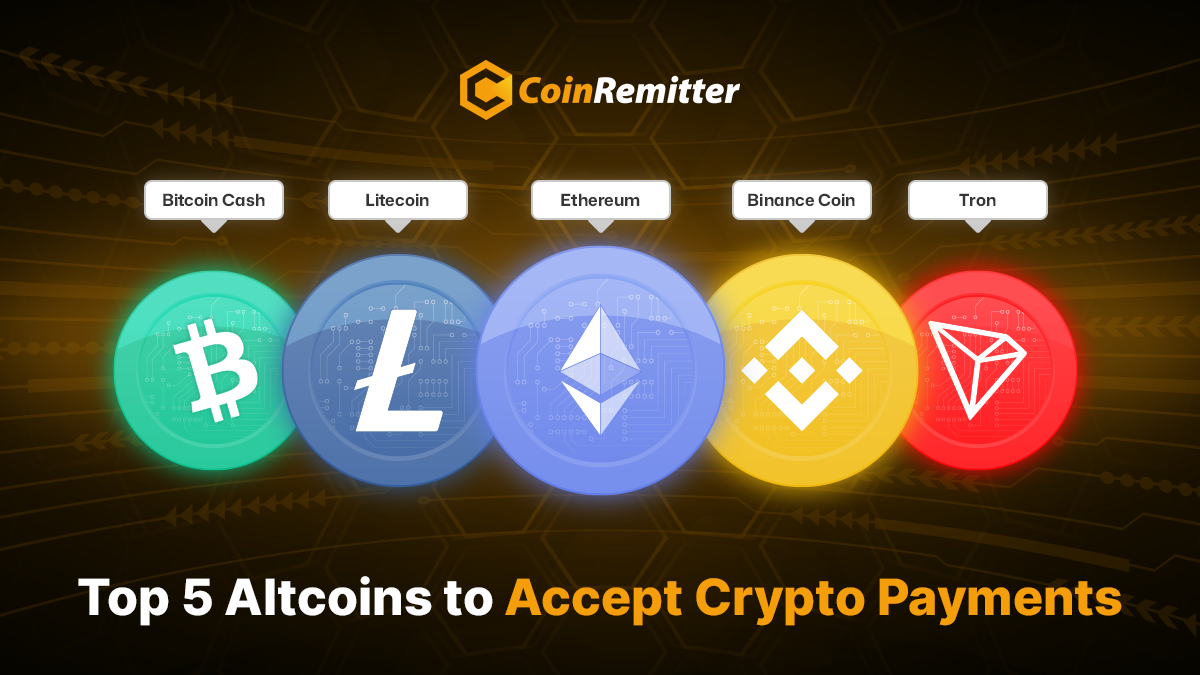 CoinRemitter
Bitcoin Cash
Litecoin
Ethereum
Binance Coin
Tron
Top 5 Altcoins to Accept Crypto Payments